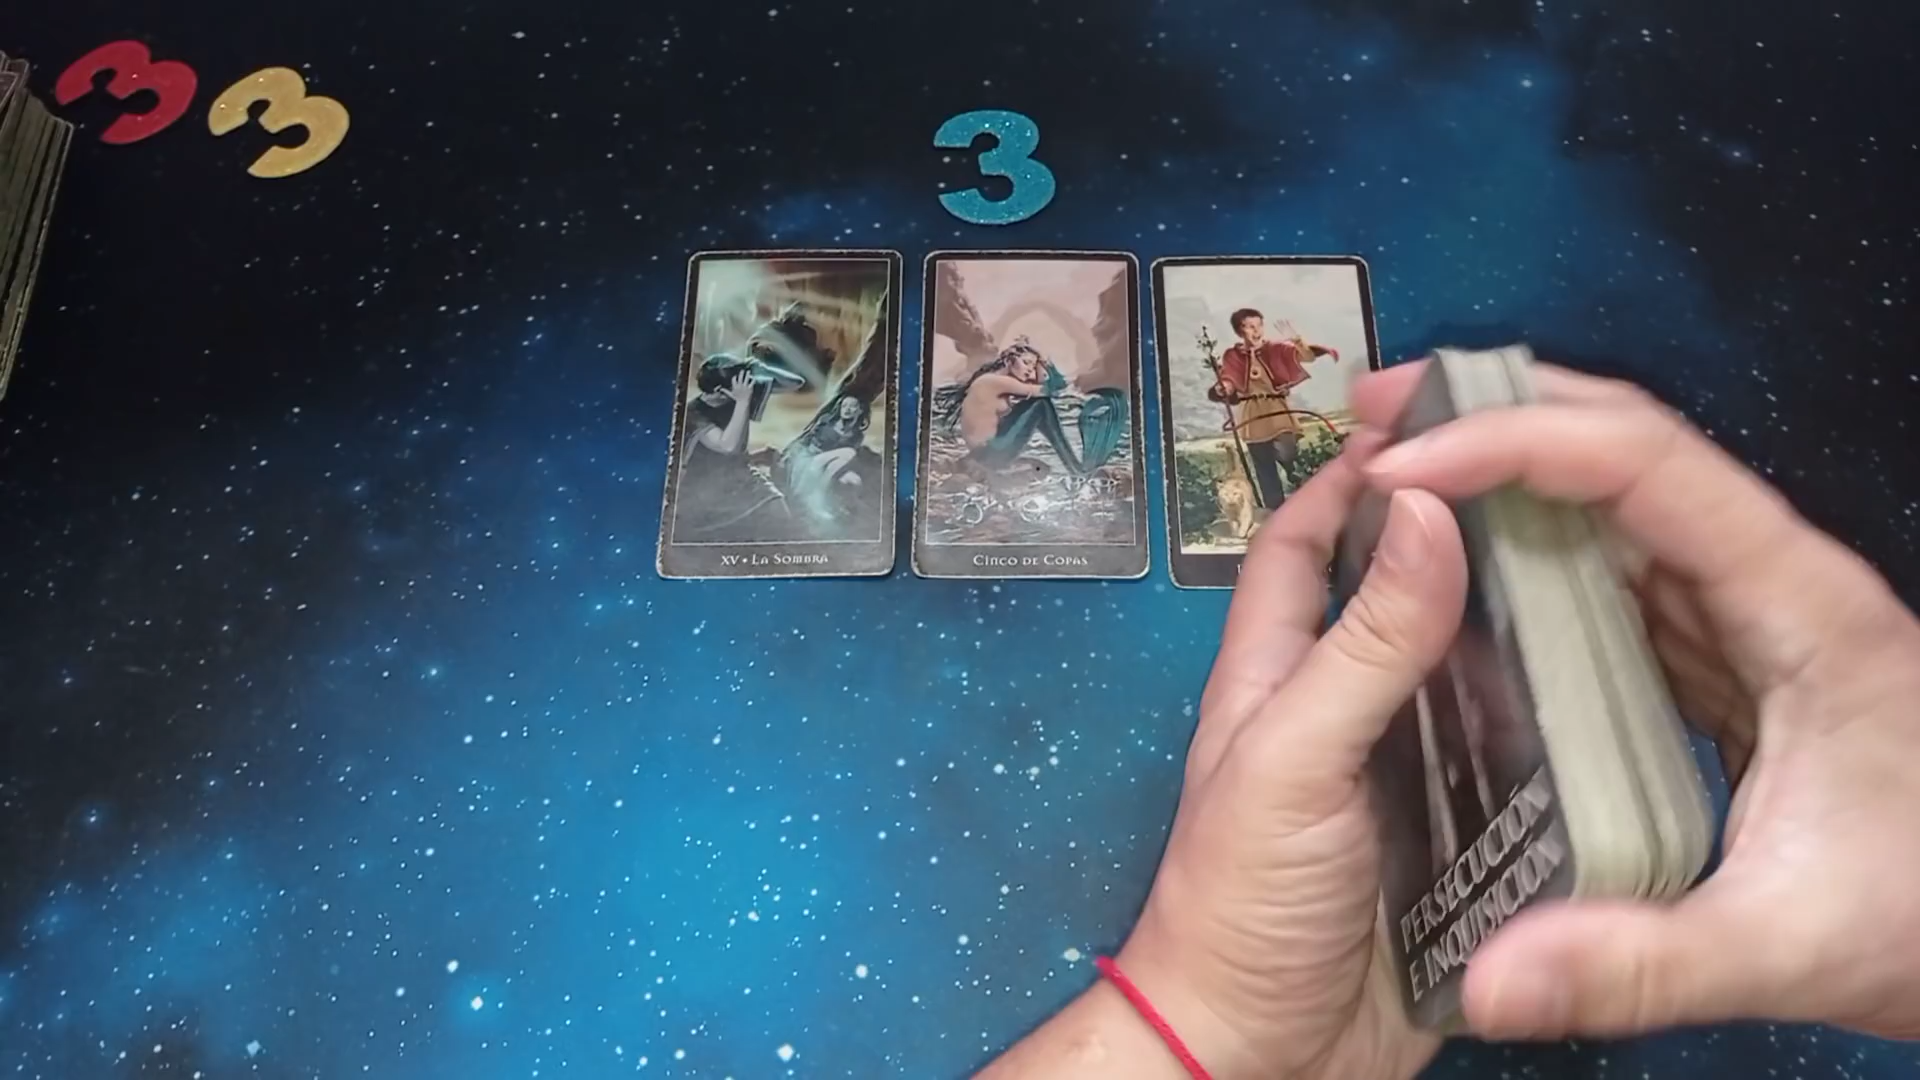 3 3
3
XV • La Sombra
Cinco de Copas
PERSECUCIÓN
E INQUISICIÓN